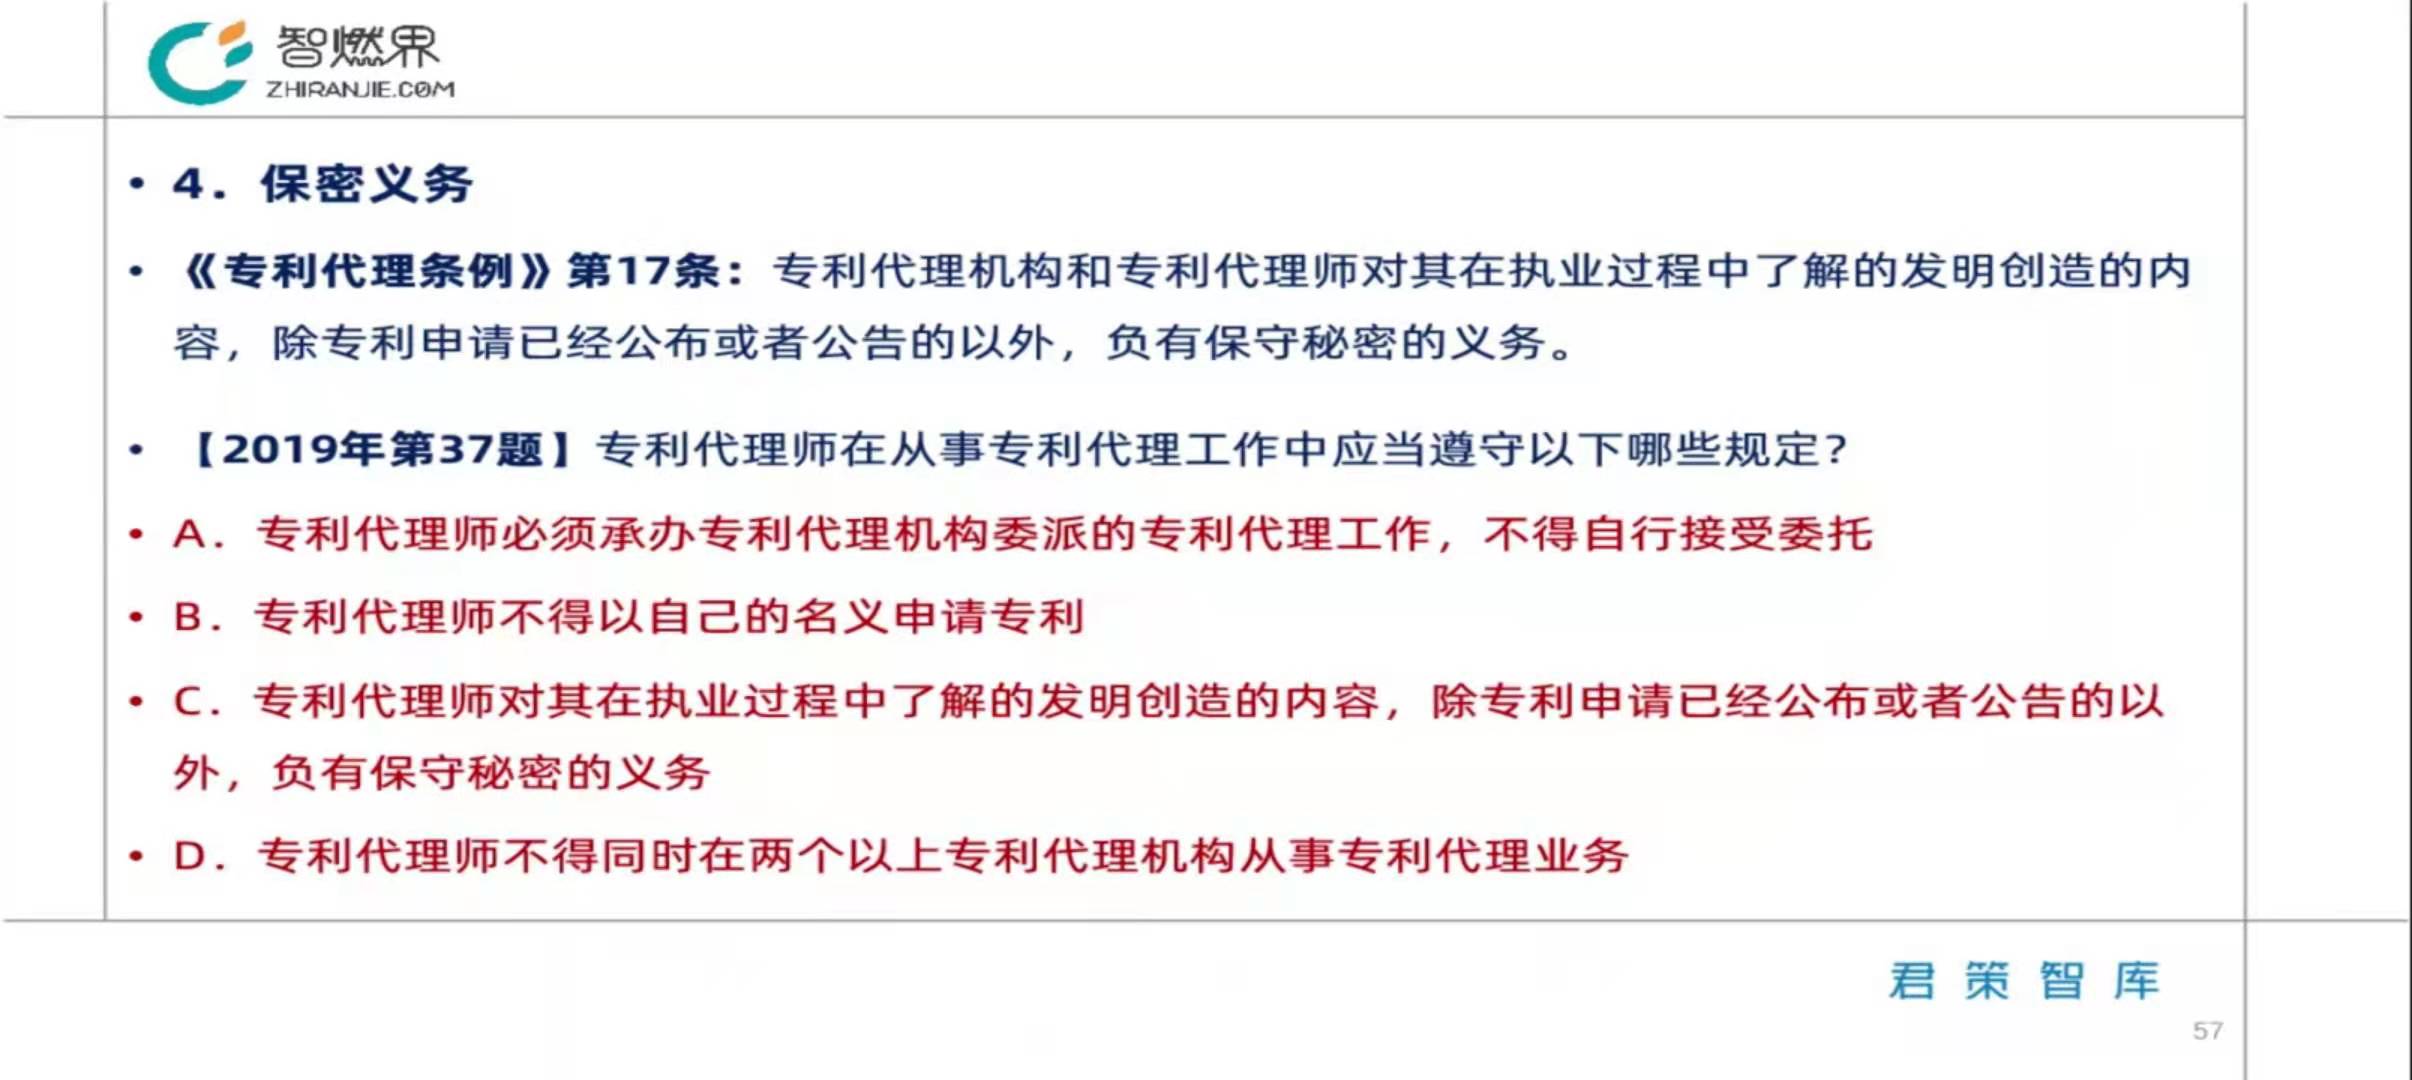 智燃界
ZHIRANJIE.COM
• 4. 保密义务
• 《专利代理条例》第17条：专利代理机构和专利代理师对其在执业过程中了解的发明创造的内
容，除专利申请已经公布或者公告的以外，负有保守秘密的义务。
• 【2019年第37题】专利代理师在从事专利代理工作中应当遵守以下哪些规定？
• A. 专利代理师必须承办专利代理机构委派的专利代理工作，不得自行接受委托
• B. 专利代理师不得以自己的名义申请专利
• C. 专利代理师对其在执业过程中了解的发明创造的内容，除专利申请已经公布或者公告的以
外，负有保守秘密的义务
• D. 专利代理师不得同时在两个以上专利代理机构从事专利代理业务
君策智库
57